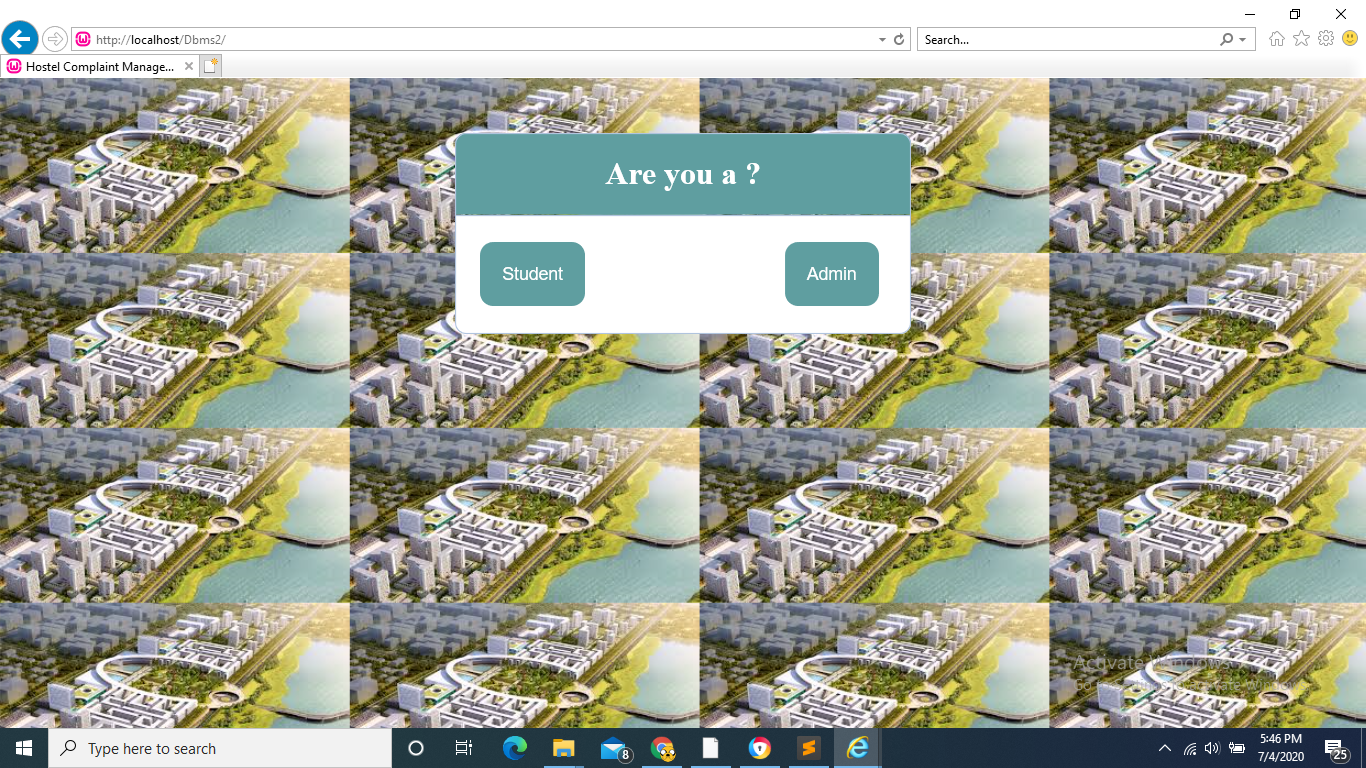 http://localhost/Dbms2/
Search...
Hostel Complaint Manage...
Are you a ?
Student
Admin
Activate Windows
Type here to search
8
5:46 PM
7/4/2020
25